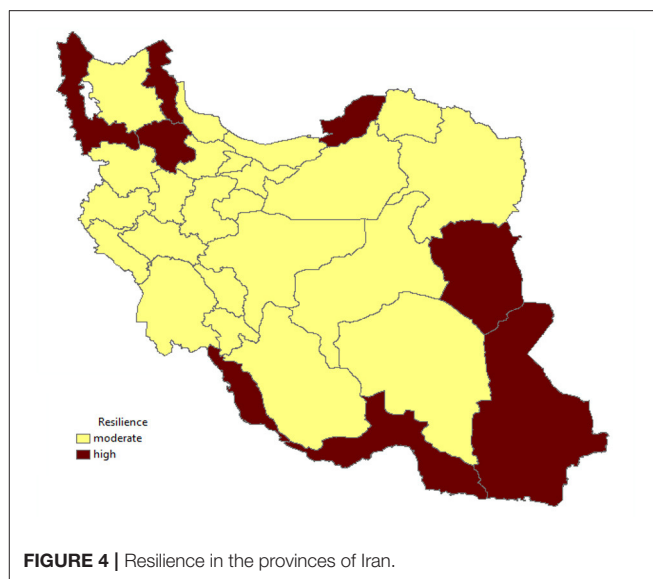 Resilience
moderate
high
FIGURE 4 | Resilience in the provinces of Iran.